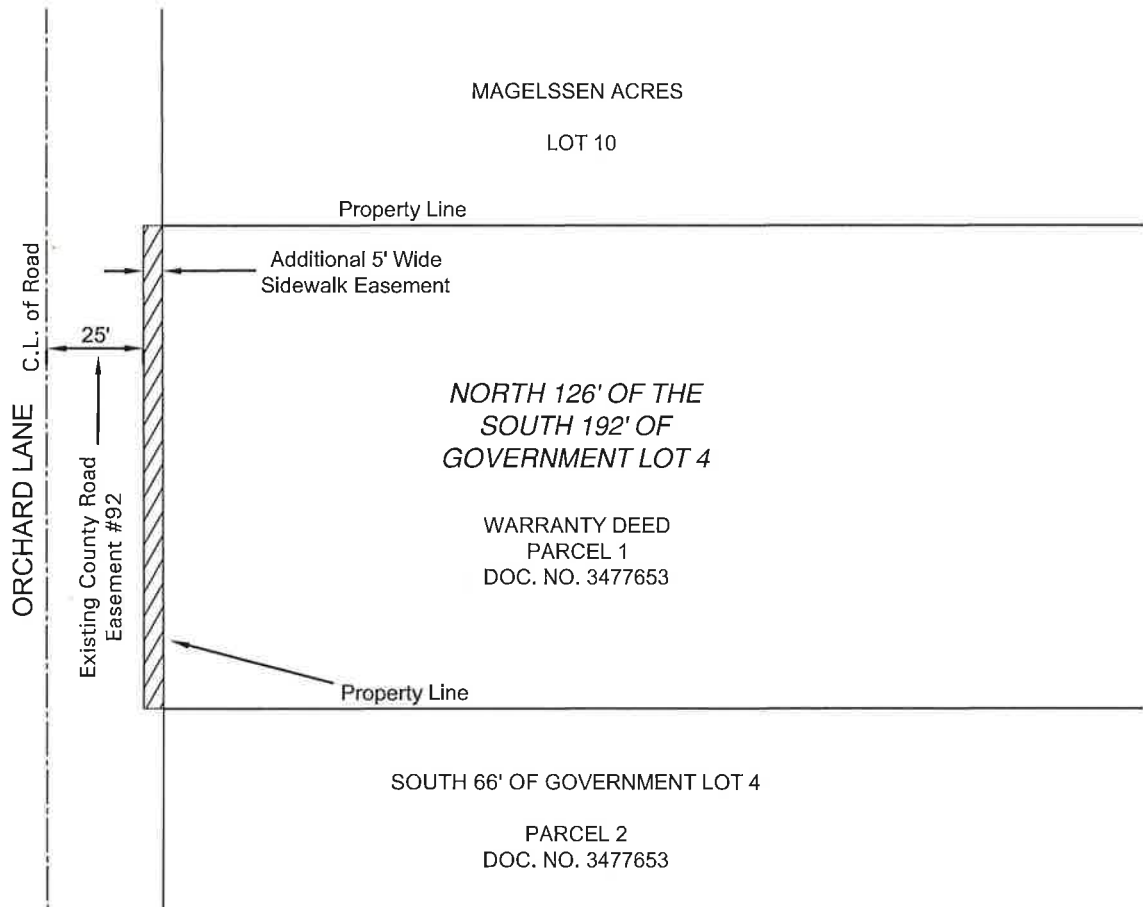 MAGELSSEN ACRES
LOT 10
Property Line
Additional 5' Wide
Sidewalk Easement
25'
C.L. of Road
ORCHARD LANE
Existing County Road
Easement #92
NORTH 126' OF THE
SOUTH 192' OF
GOVERNMENT LOT 4
WARRANTY DEED
PARCEL 1
DOC. NO. 3477653
Property Line
SOUTH 66' OF GOVERNMENT LOT 4
PARCEL 2
DOC. NO. 3477653